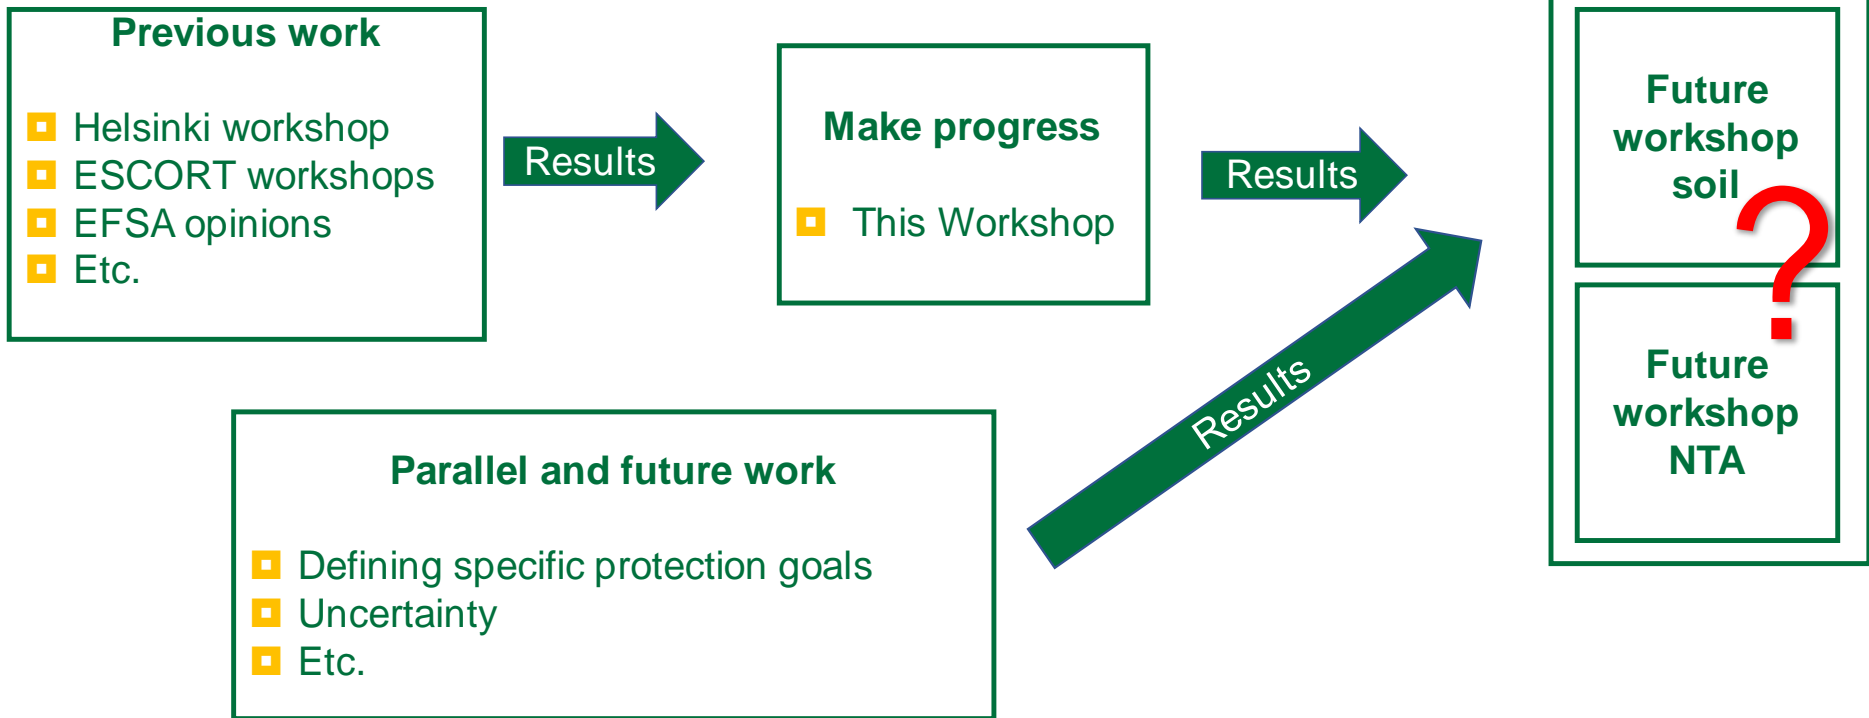 Previous work
Helsinki workshop
ESCORT workshops
EFSA opinions
Etc.
Results
Make progress
This Workshop
Results
Future
workshop
soil
?
Future
workshop
NTA
Results
Parallel and future work
Defining specific protection goals
Uncertainty
Etc.